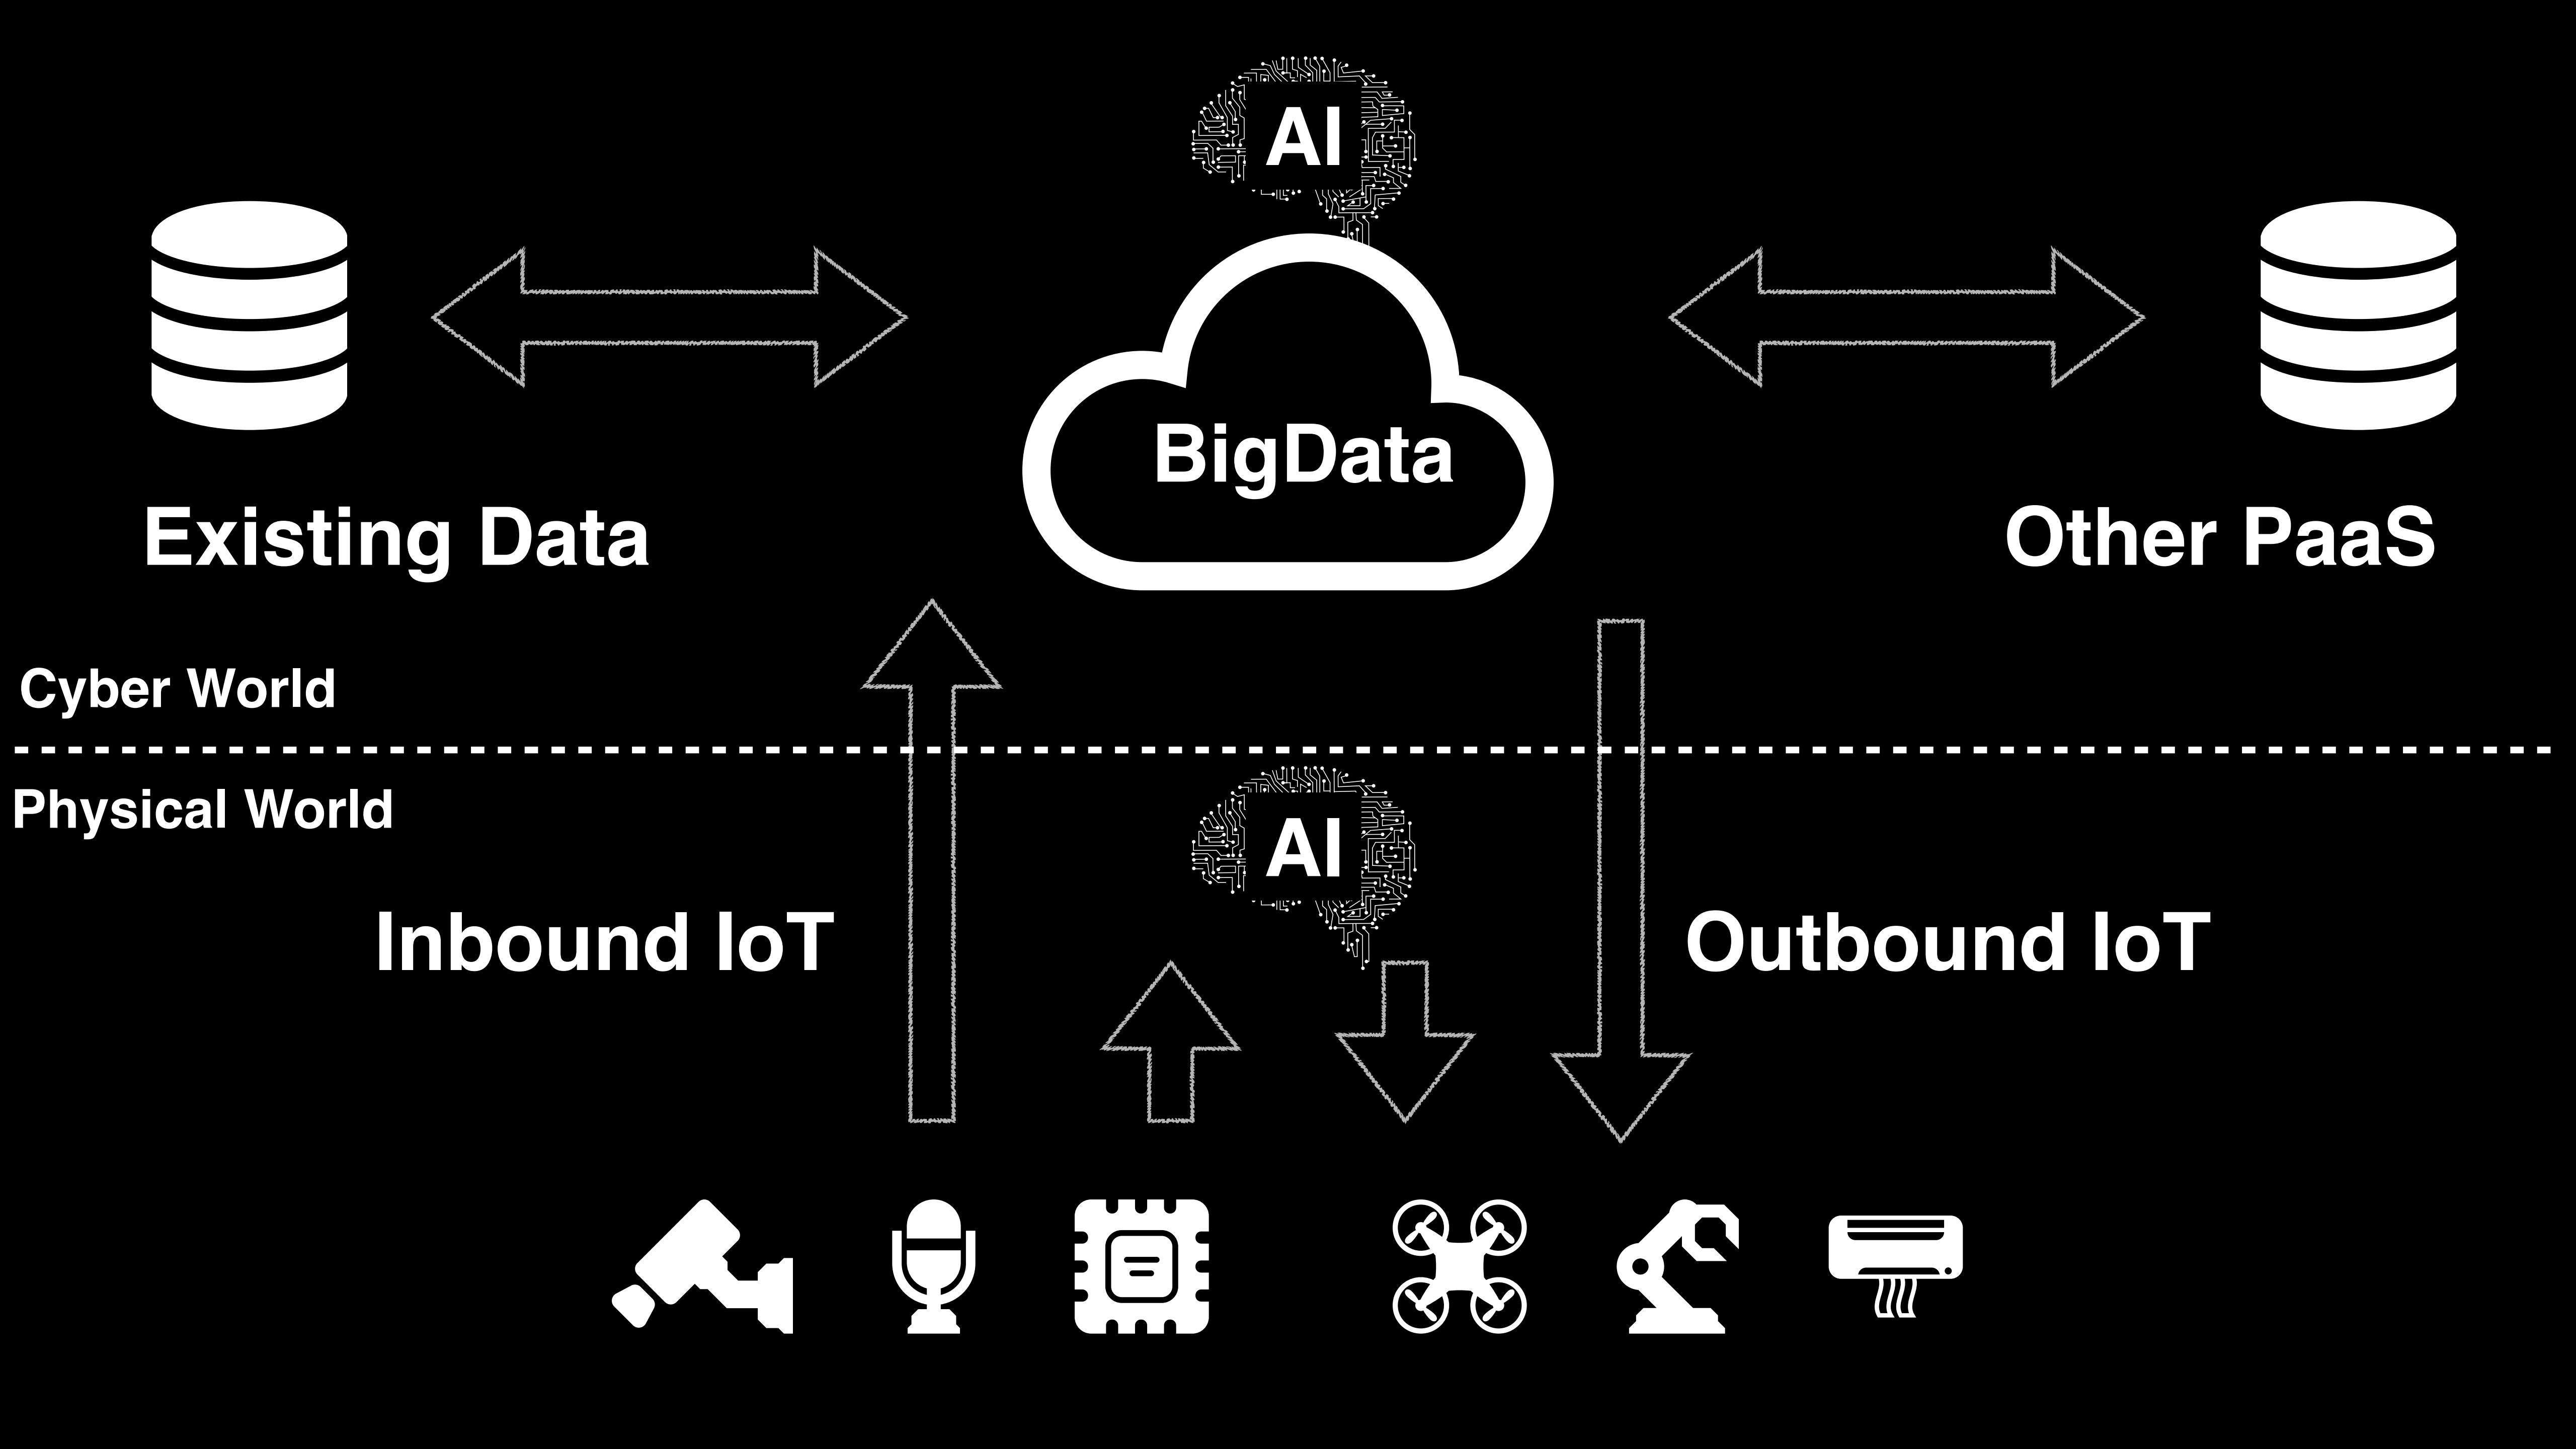 AI
BigData
Existing Data
Other PaaS
Cyber World
Physical World
AI
Inbound IoT
Outbound IoT